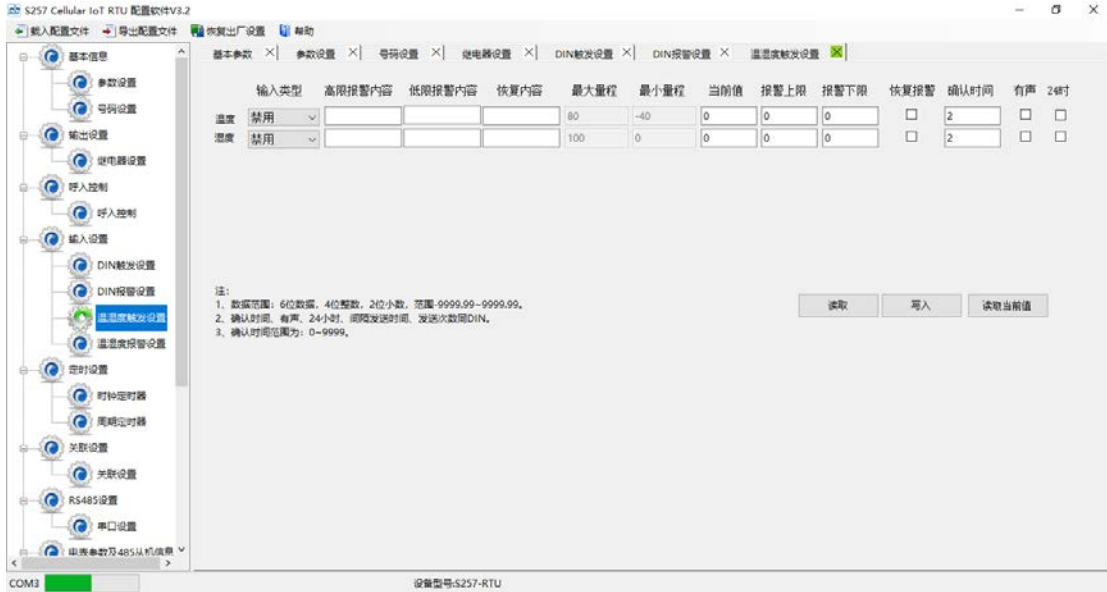 S257 Cellular IoT RTU 配置软件V3.2
载入配置文件 导出配置文件 恢复出厂设置 帮助
基本信息
参数设置
号码设置
输出设置
继电器设置
呼入控制
呼入控制
输入设置
DIN触发设置
DIN报警设置
温湿度触发设置
温湿度报警设置
定时设置
时钟定时器
周期定时器
关联设置
关联设置
RS485设置
串口设置
电表参数及485从机信息
基本参数 参数设置 号码设置 继电器设置 DIN触发设置 DIN报警设置 温湿度触发设置
输入类型 高限报警内容 低限报警内容 恢复内容 最大量程 最小量程 当前值 报警上限 报警下限 恢复报警 确认时间 有声 24时
温度 禁用 80 -40 0 0 0 2
湿度 禁用 100 0 0 0 0 2
注:
1、数据范围：6位数据，4位整数，2位小数，范围-9999.99~9999.99。
2、确认时间、有声、24小时、间隔发送时间、发送次数同DIN。
3、确认时间范围为：0~9999。
读取 写入 读取当前值
COM3 设备型号:S257-RTU